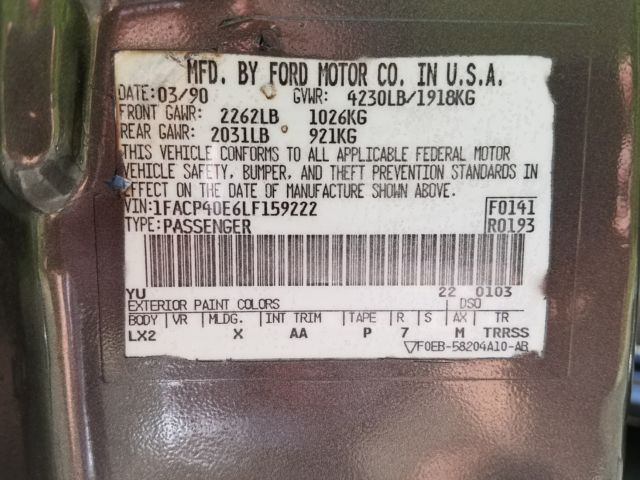 MFD. BY FORD MOTOR CO. IN U.S.A.
DATE: 03/90 GVWR: 4230LB/1918KG
FRONT GAWR: 2262LB 1026KG
REAR GAWR: 2031LB 921KG
THIS VEHICLE CONFORMS TO ALL APPLICABLE FEDERAL MOTOR
VEHICLE SAFETY, BUMPER, AND THEFT PREVENTION STANDARDS IN
EFFECT ON THE DATE OF MANUFACTURE SHOWN ABOVE.
VIN: 1FACP40E6LF159222 F0141
TYPE: PASSENGER R0193
YU 22 0103
EXTERIOR PAINT COLORS DSO
BODY VR MLDG. INT TRIM TAPE R S AX TR
LX2 X AA P 7 M TRRSS
▽F0EB-58204A10-AB